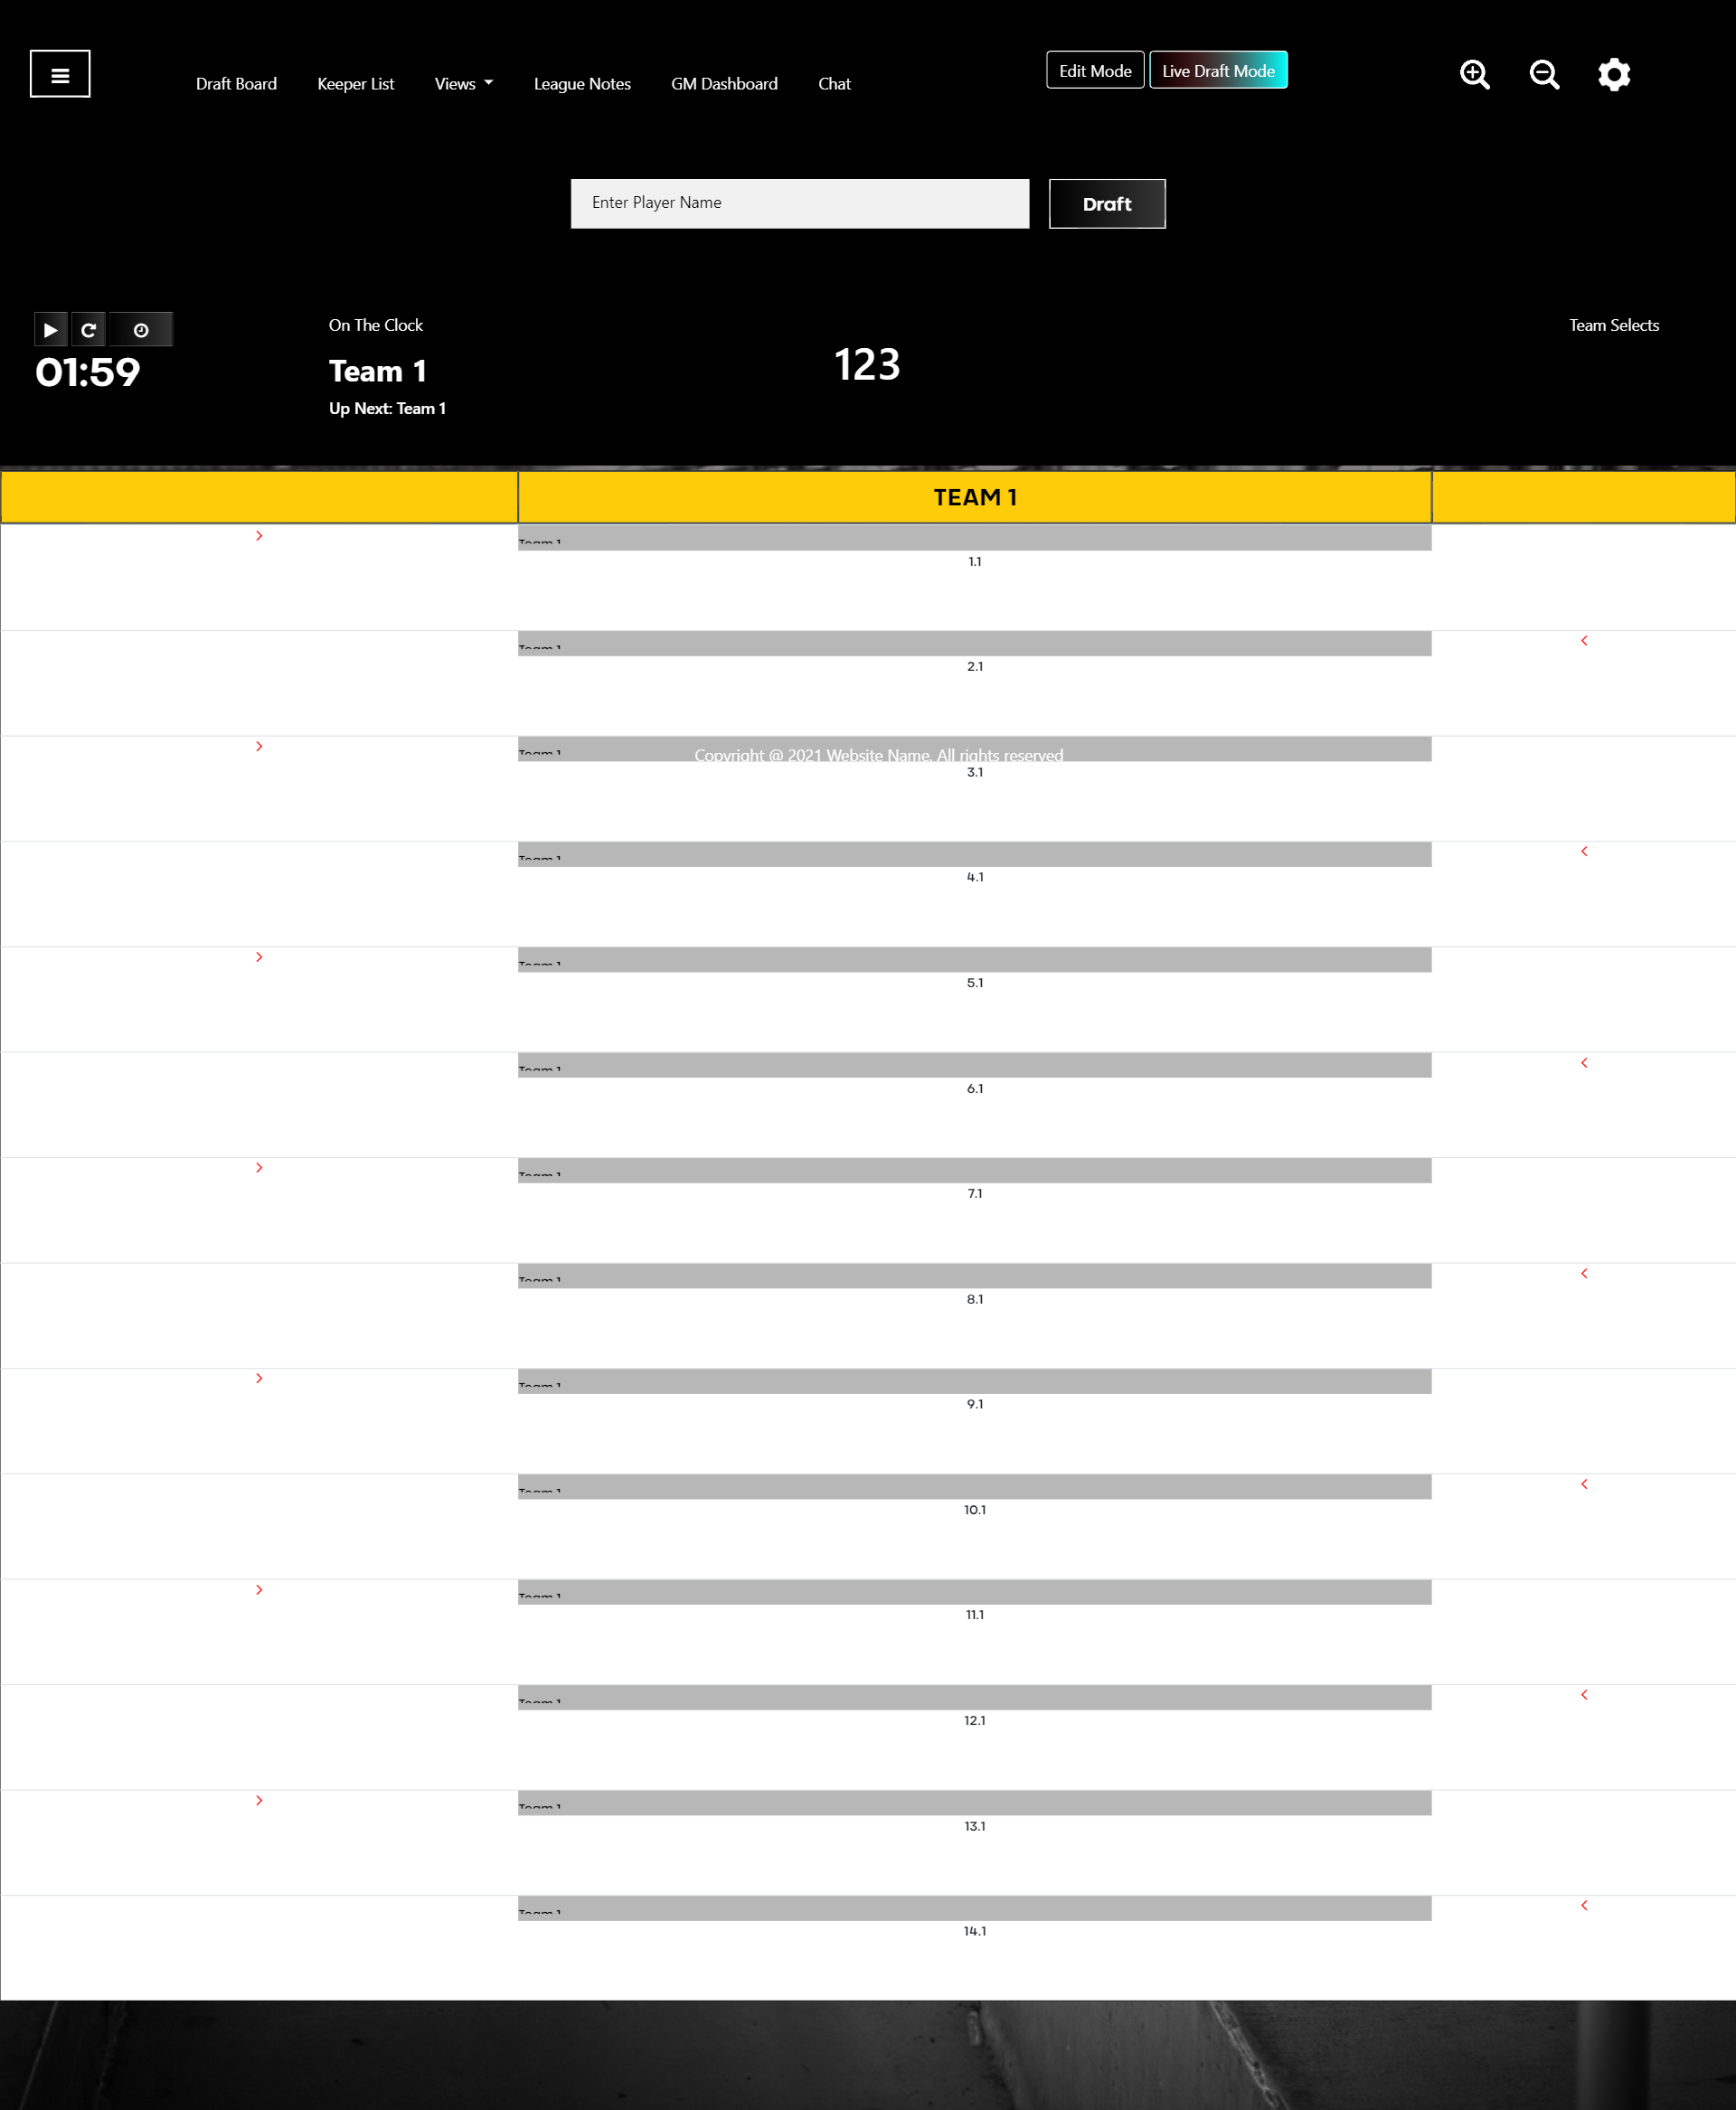 Draft Board Keeper List Views League Notes GM Dashboard Chat Edit Mode Live Draft Mode
Enter Player Name Draft
On The Clock
Team Selects
01:59
Team 1
123
Up Next: Team 1
TEAM 1
Team 1
1.1
Team 1
2.1
Team 1
Copyright @ 2021 Website Name. All rights reserved
3.1
Team 1
4.1
Team 1
5.1
Team 1
6.1
Team 1
7.1
Team 1
8.1
Team 1
9.1
Team 1
10.1
Team 1
11.1
Team 1
12.1
Team 1
13.1
Team 1
14.1